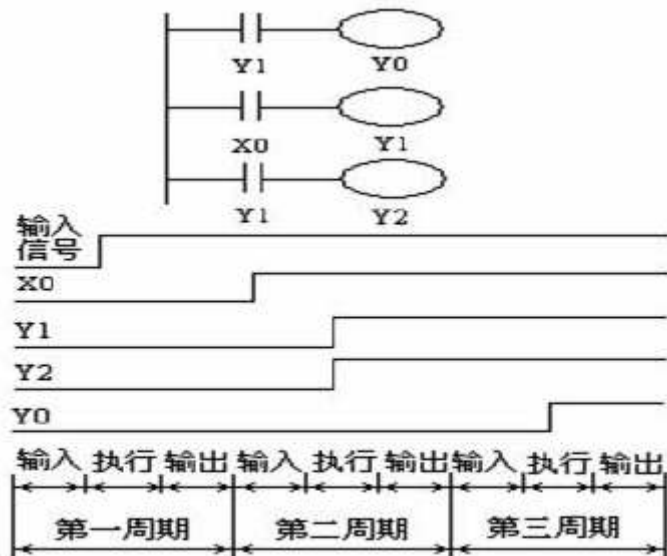 Y1 Y0
X0 Y1
Y1 Y2
输入
信号
X0
Y1
Y2
Y0
输入 执行 输出 输入 执行 输出 输入 执行 输出
第一周期 第二周期 第三周期